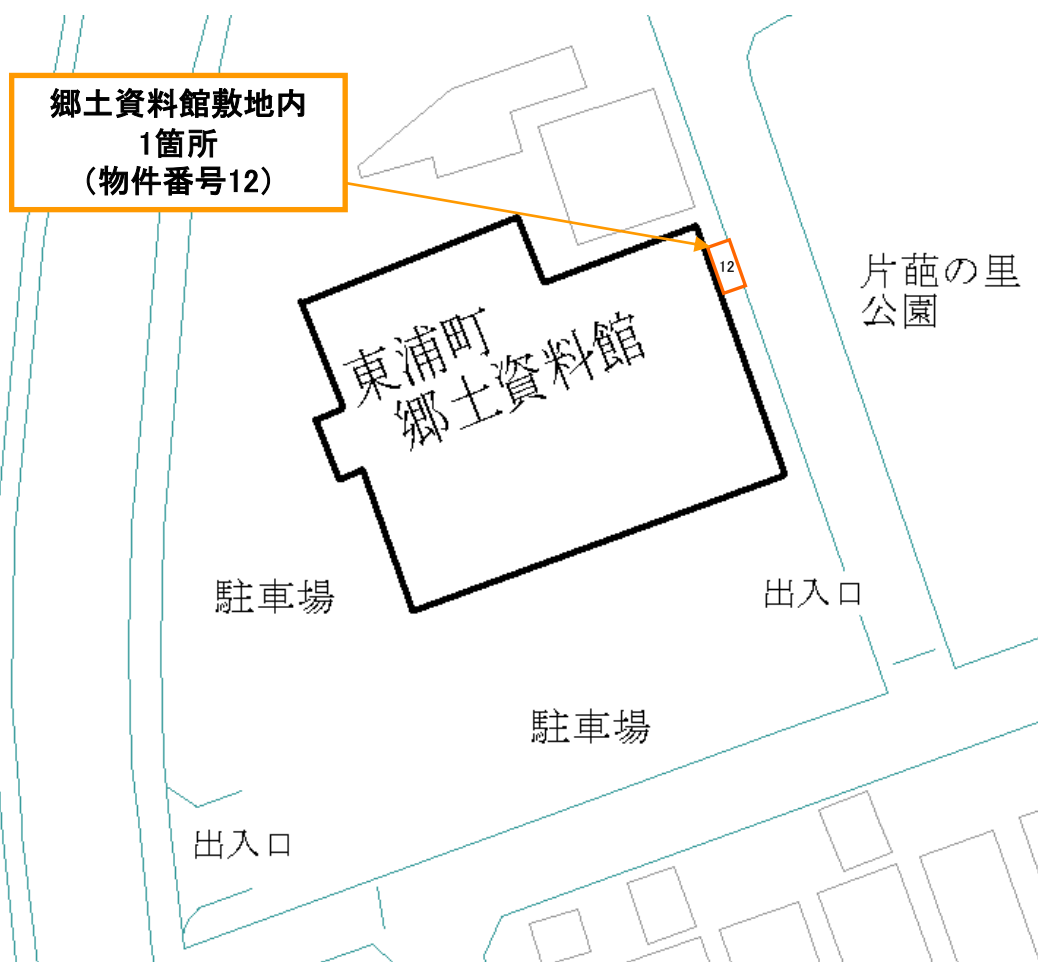 郷土資料館敷地内
1箇所
（物件番号12）
12
片葩の里
公園
東浦町
郷土資料館
駐車場
出入口
駐車場
出入口